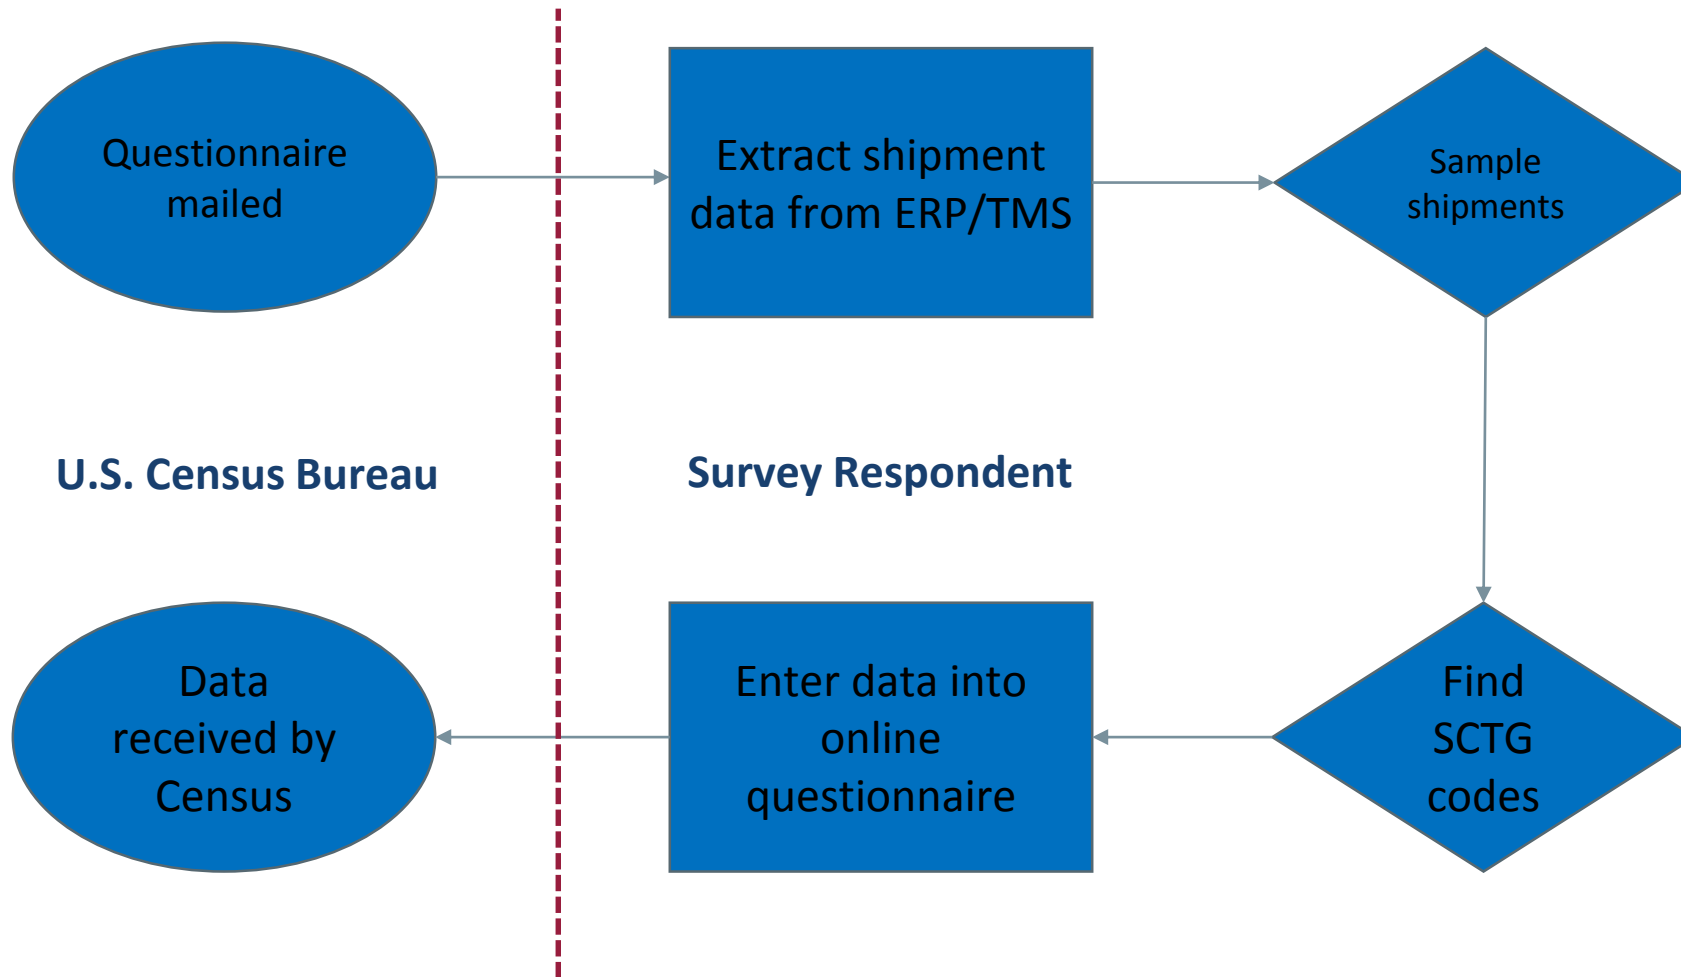 Questionnaire
mailed
Extract shipment
data from ERP/TMS
Sample
shipments
U.S. Census Bureau
Survey Respondent
Data
received by
Census
Enter data into
online
questionnaire
Find
SCTG
codes